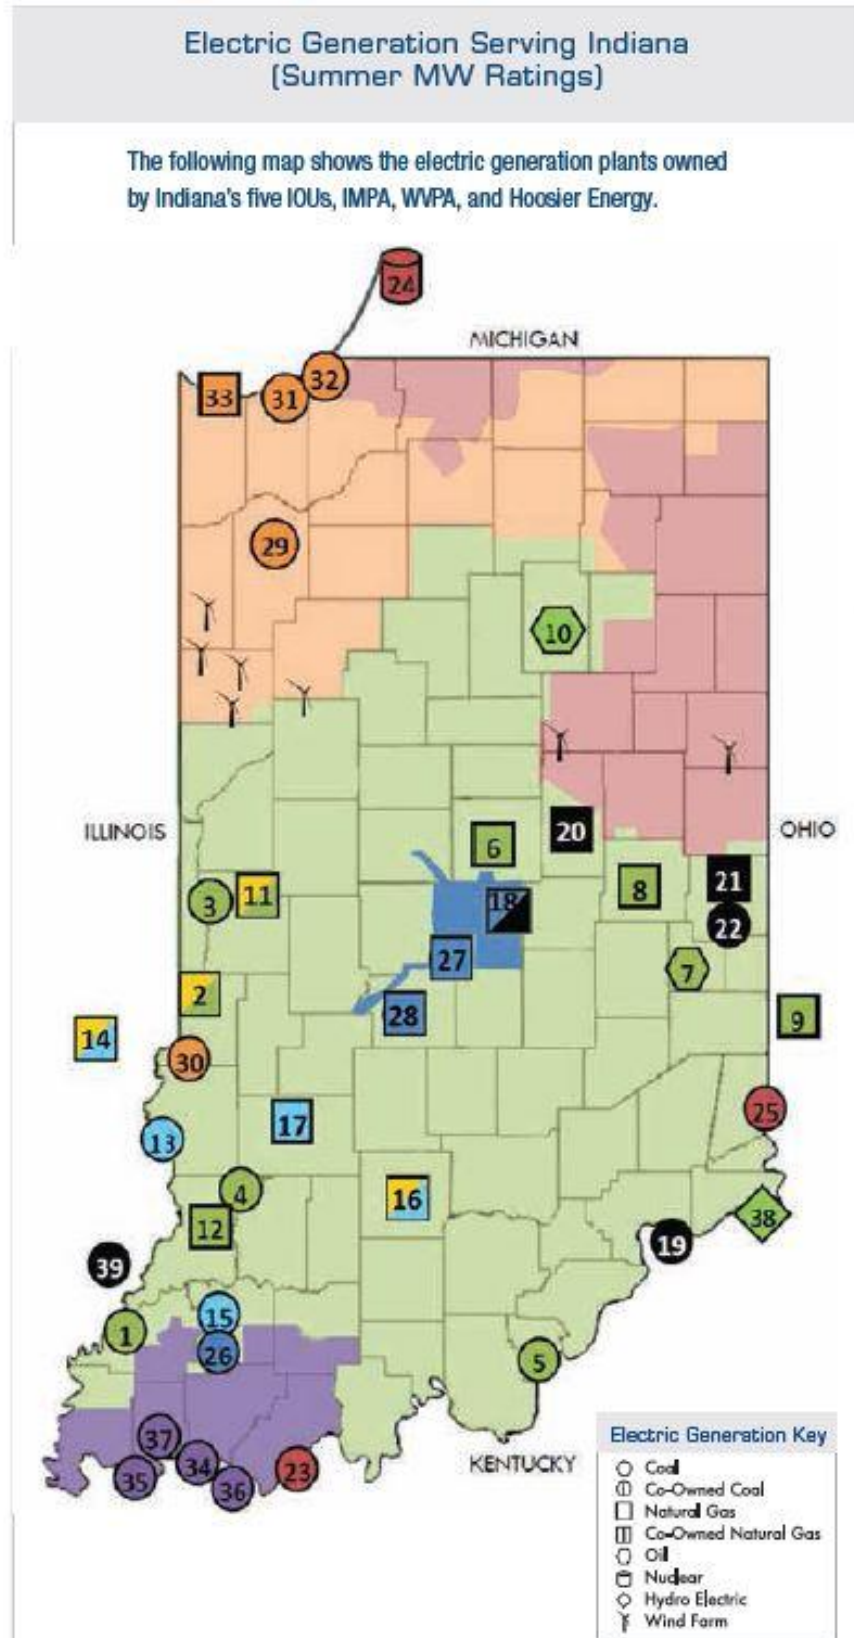 Electric Generation Serving Indiana
(Summer MW Ratings)
The following map shows the electric generation plants owned
by Indiana's five IOUs, IMPA, WVPA, and Hoosier Energy.
24
MICHIGAN
33
31
32
29
10
ILLINOIS
OHIO
20
6
3
11
18
8
21
22
27
7
2
28
9
14
30
25
13
17
4
16
12
38
19
39
1
15
26
5
37
34
35
36
23
KENTUCKY
Electric Generation Key
Coal
Co-Owned Coal
Natural Gas
Co-Owned Natural Gas
Oil
Nuclear
Hydro Electric
Wind Farm